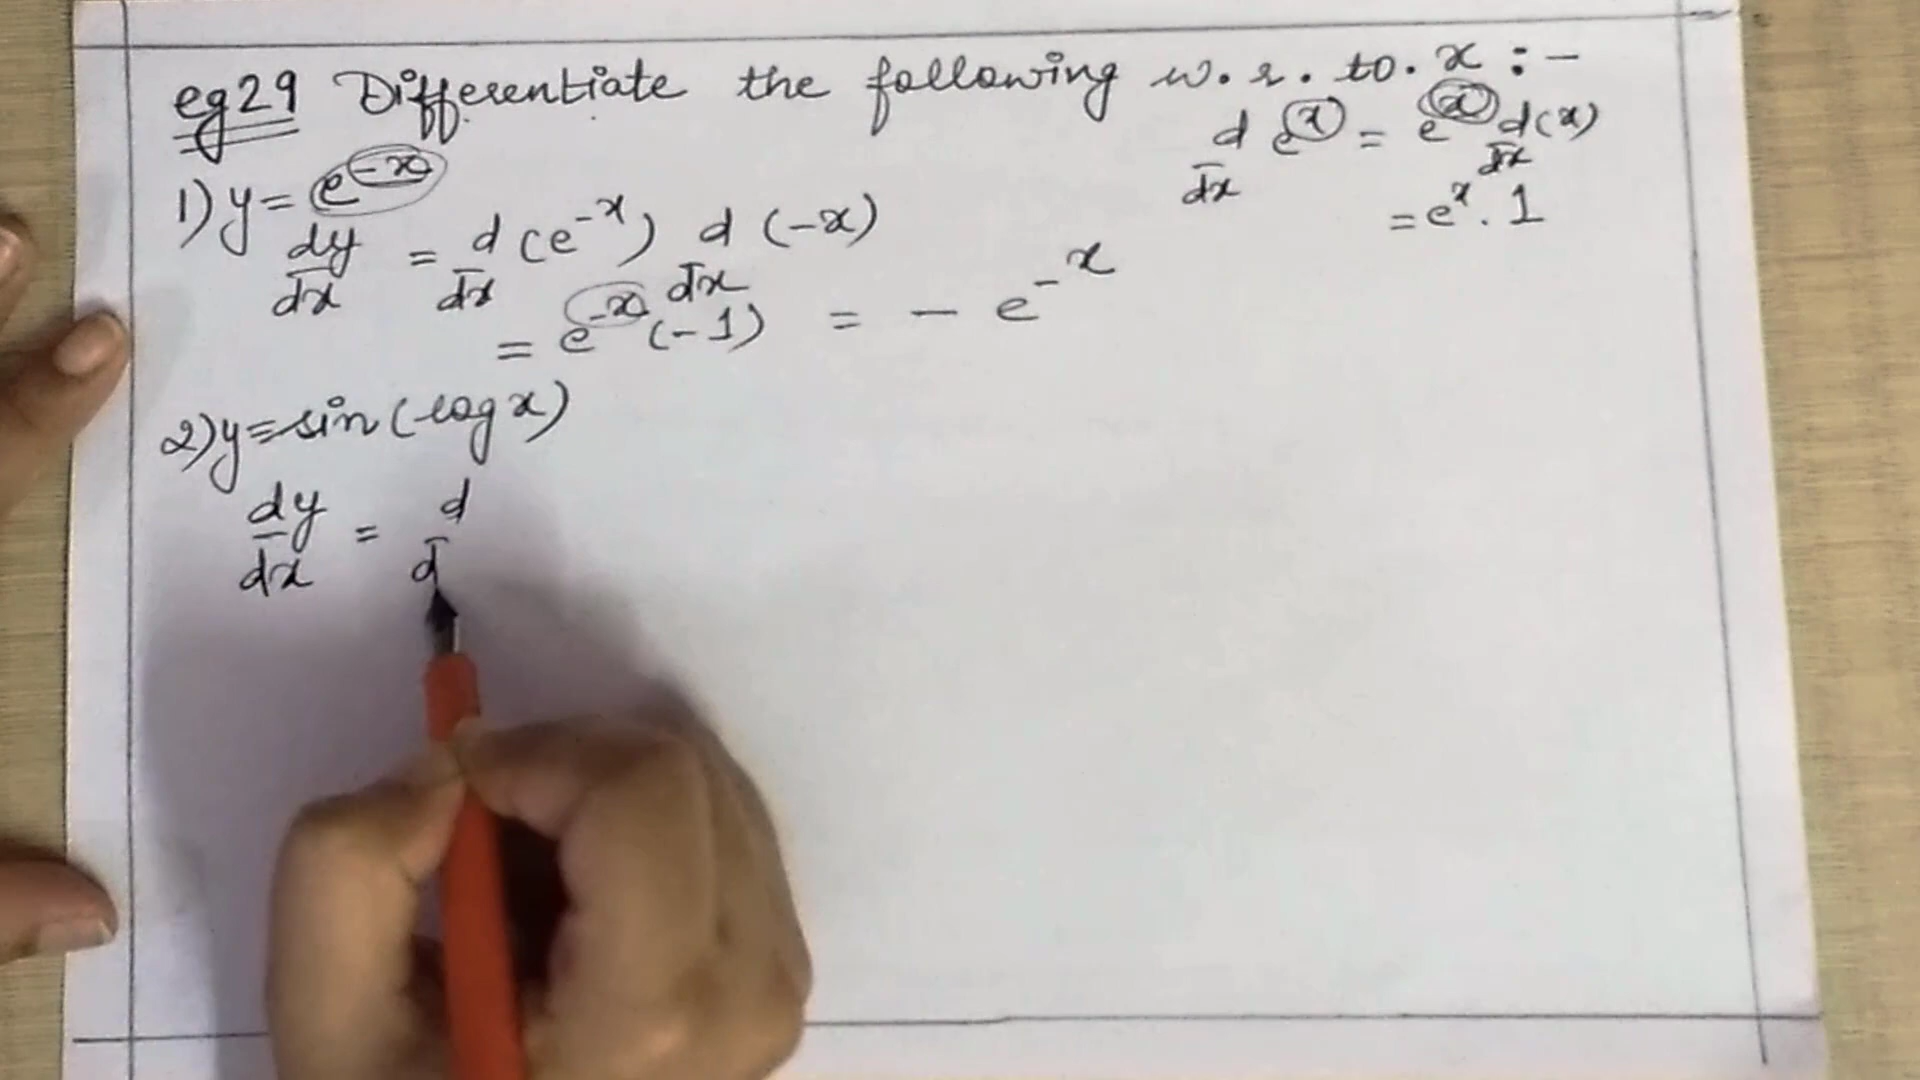 eg29 Differentiate the following w.r.to.x :-
d/dx e^x = e^x d(x)/dx
= e^x . 1
1) y = e^-x
dy/dx = d/dx (e^-x) d/dx (-x)
= e^-x (-1) = - e^-x
2) y = sin(log x)
dy/dx = d/d